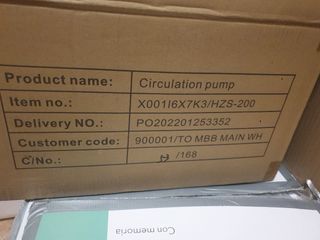 Product name: Circulation pump
Item no.: X001I6X7K3/HZS-200
Delivery NO.: PO202201253352
Customer code: 900001/TO MBB MAIN WH
C/No.: /168
Con memoria